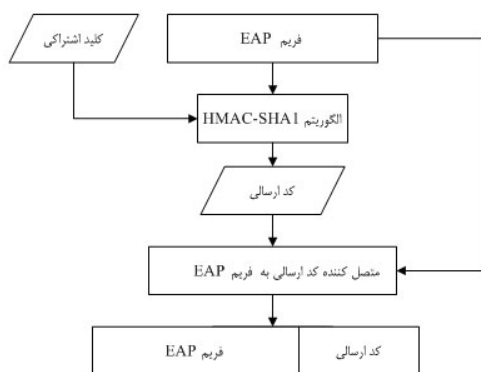 فریم EAP
کلید اشتراکی
الگوریتم HMAC-SHA1
کد ارسالی
متصل کننده کد ارسالی به فریم EAP
فریم EAP
کد ارسالی